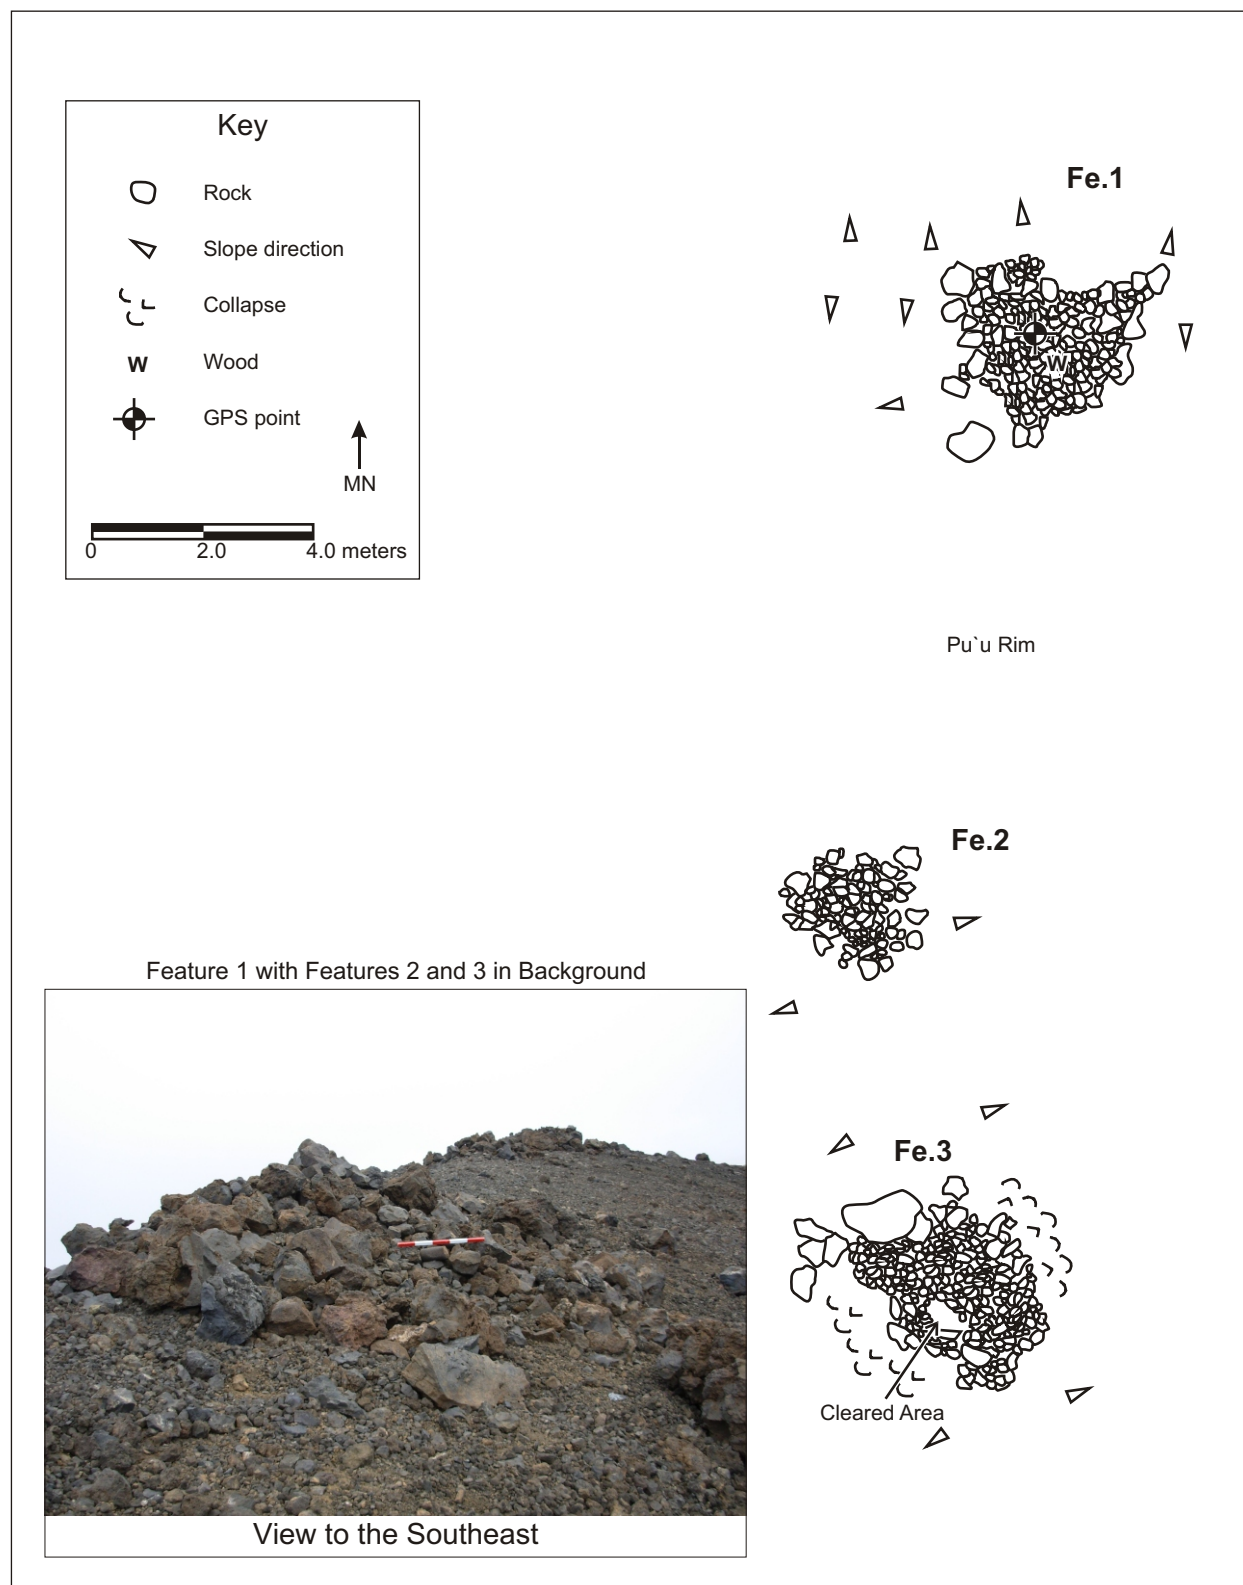 Key
Rock
Slope direction
Collapse
W Wood
GPS point
MN
0 2.0 4.0 meters
Fe.1
W
Pu`u Rim
Fe.2
Feature 1 with Features 2 and 3 in Background
Fe.3
Cleared Area
View to the Southeast